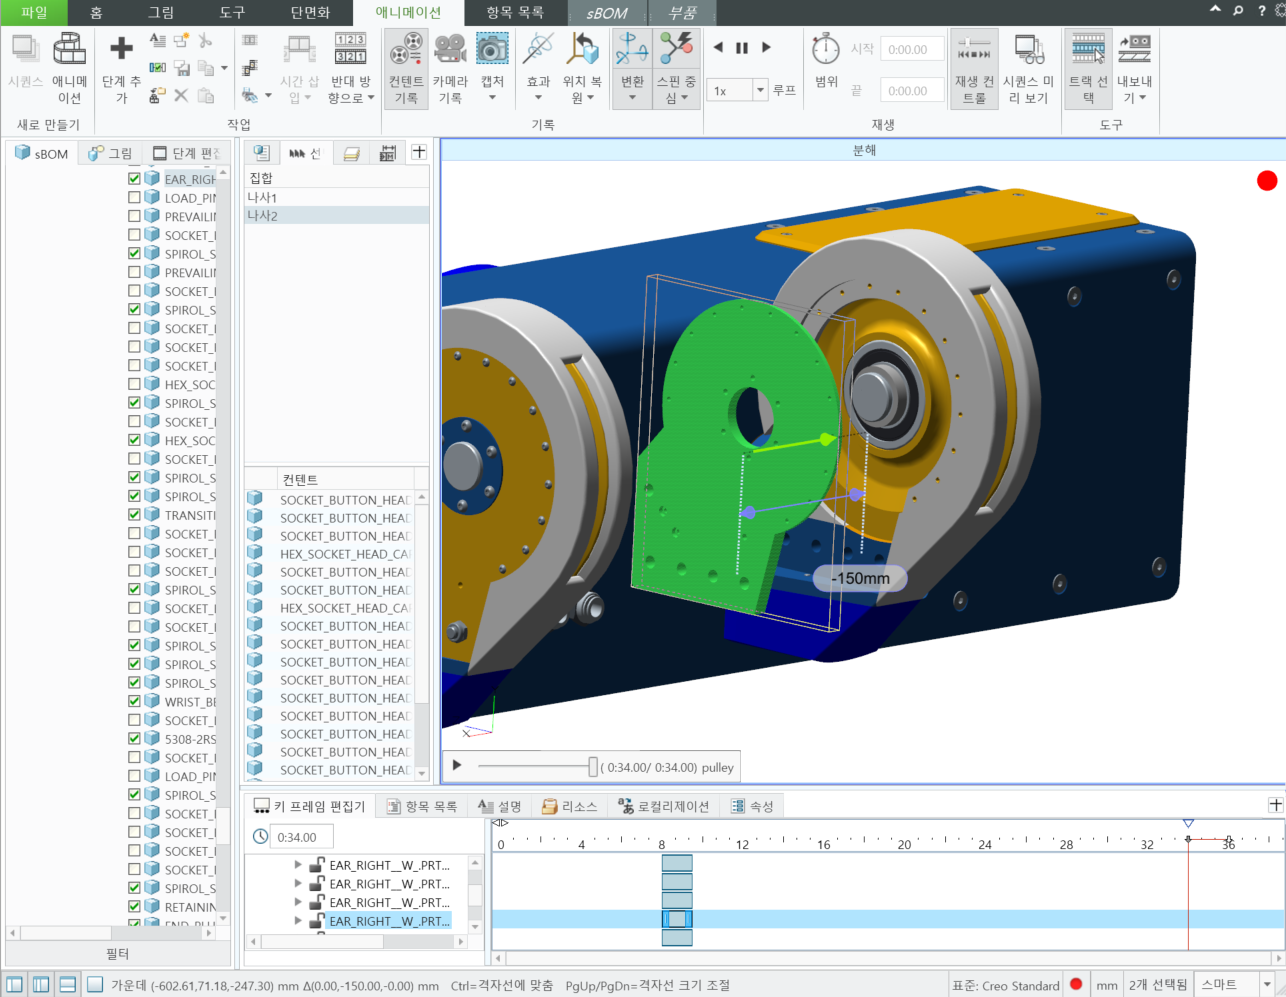 파일 홈 그림 도구 단면화 애니메이션 항목 목록 sBOM 부품
시퀀스
애니메
이션
새로 만들기
단계 추
가
시간 삽
입
반대 방
향으로
작업
컨텐트
기록
카메라
기록
캡처
효과
위치 복
원
변환
스핀 중
심
기록
1x 루프
범위
시작 0:00.00
끝 0:00.00
재생 컨
트롤
시퀀스 미
리 보기
재생
트랙 선
택
내보내
기
도구
sBOM 그림 단계 편집
EAR_RIGH
LOAD_PI
PREVAILI
SOCKET_
SPIROL_S
PREVAILI
SOCKET_
SPIROL_S
SOCKET_
SOCKET_
SOCKET_
HEX_SOC
SPIROL_S
SOCKET_
HEX_SOC
SOCKET_
SPIROL_S
SPIROL_S
TRANSITI
SOCKET_
SOCKET_
SOCKET_
SPIROL_S
SOCKET_
SOCKET_
SPIROL_S
SPIROL_S
SPIROL_S
WRIST_BE
SOCKET_
5308-2RS
SOCKET_
LOAD_PI
SPIROL_S
SOCKET_
SOCKET_
SOCKET_
SOCKET_
SPIROL_S
RETAININ
필터
선
집합
나사1
나사2
컨텐트
SOCKET_BUTTON_HEAD
SOCKET_BUTTON_HEAD
SOCKET_BUTTON_HEAD
HEX_SOCKET_HEAD_CA
SOCKET_BUTTON_HEAD
SOCKET_BUTTON_HEAD
HEX_SOCKET_HEAD_CA
SOCKET_BUTTON_HEAD
SOCKET_BUTTON_HEAD
SOCKET_BUTTON_HEAD
SOCKET_BUTTON_HEAD
SOCKET_BUTTON_HEAD
SOCKET_BUTTON_HEAD
SOCKET_BUTTON_HEAD
SOCKET_BUTTON_HEAD
SOCKET_BUTTON_HEAD
분해
-150mm
X
( 0:34.00/ 0:34.00) pulley
키 프레임 편집기 항목 목록 설명 리소스 로컬리제이션 속성
0:34.00
0 4 8 12 16 20 24 28 32 36
EAR_RIGHT__W_.PRT...
EAR_RIGHT__W_.PRT...
EAR_RIGHT__W_.PRT...
EAR_RIGHT__W_.PRT...
가운데 (-602.61,71.18,-247.30) mm Δ(0.00,-150.00,-0.00) mm Ctrl=격자선에 맞춤 PgUp/PgDn=격자선 크기 조절 표준: Creo Standard mm 2개 선택됨 스마트